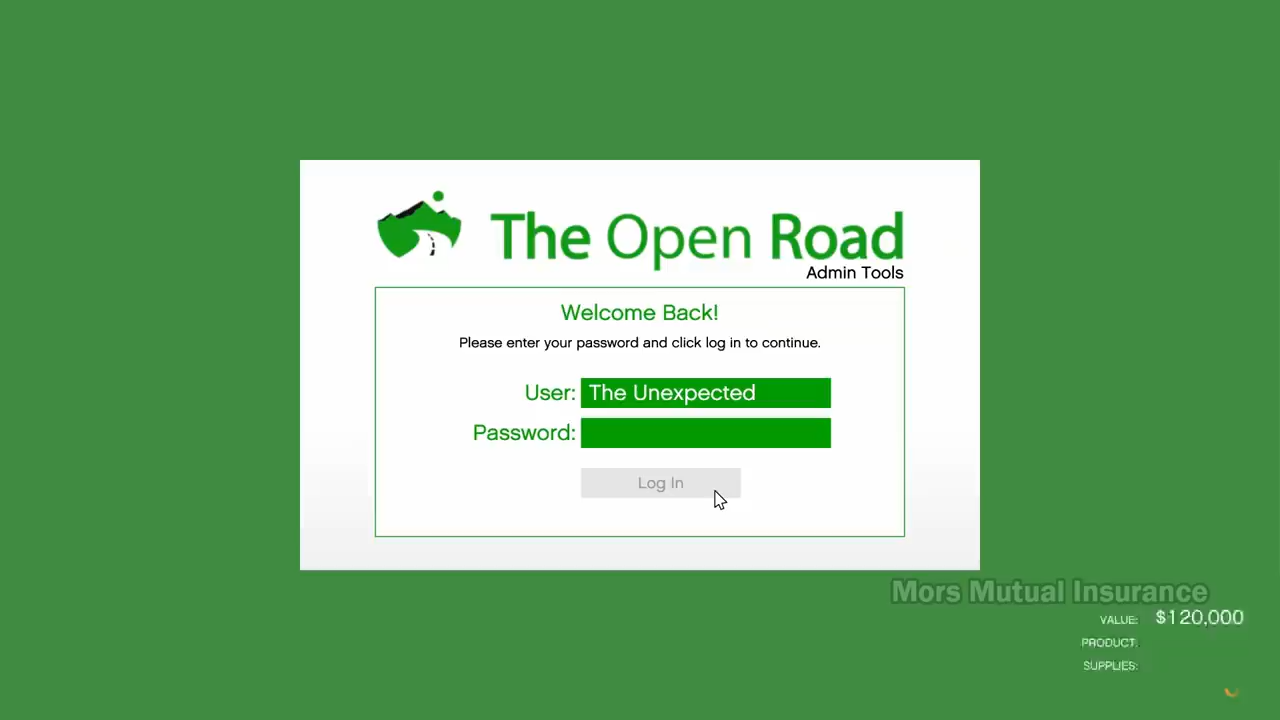 The Open Road
Admin Tools
Welcome Back!
Please enter your password and click log in to continue.
User: The Unexpected
Password:
Log In
Mors Mutual Insurance
VALUE: $120,000
PRODUCT:
SUPPLIES: